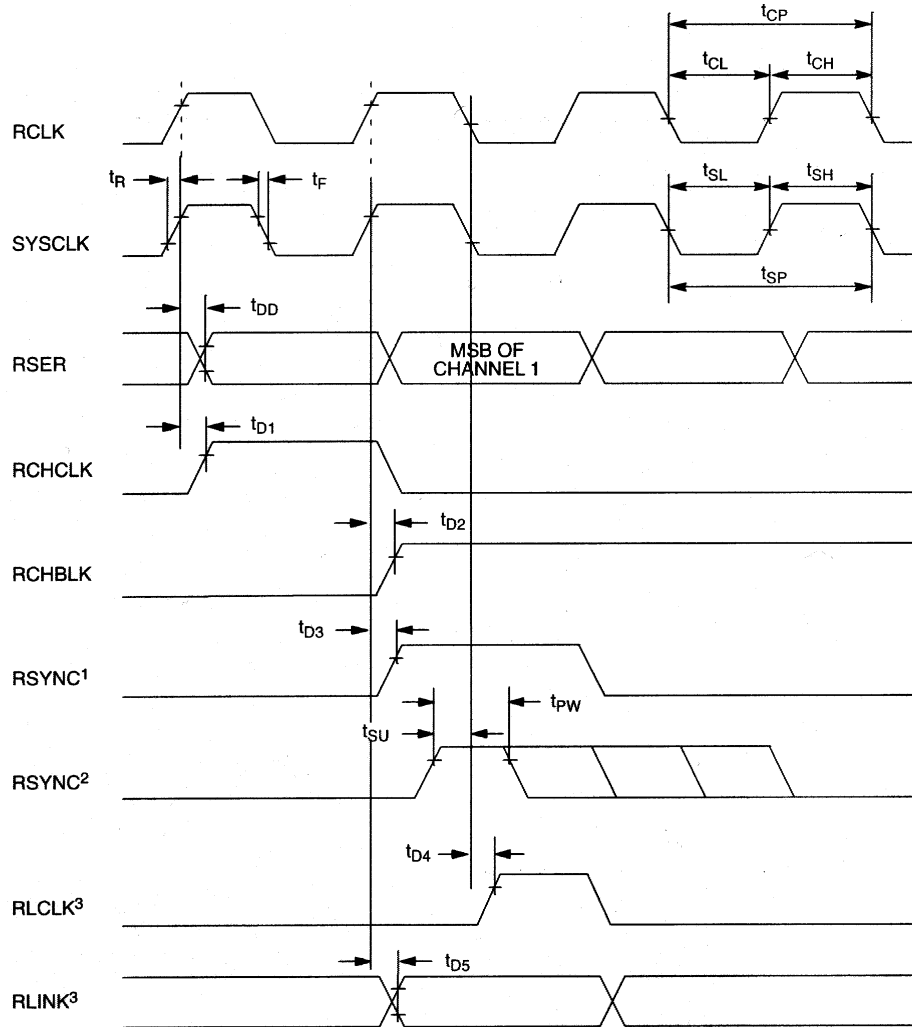 tCP
tCL tCH
RCLK
tR tF tSL tSH
SYSCLK
tSP
tDD
RSER
MSB OF
CHANNEL 1
tD1
RCHCLK
tD2
RCHBLK
tD3
RSYNC1
tPW
tSU
RSYNC2
tD4
RLCLK3
tD5
RLINK3